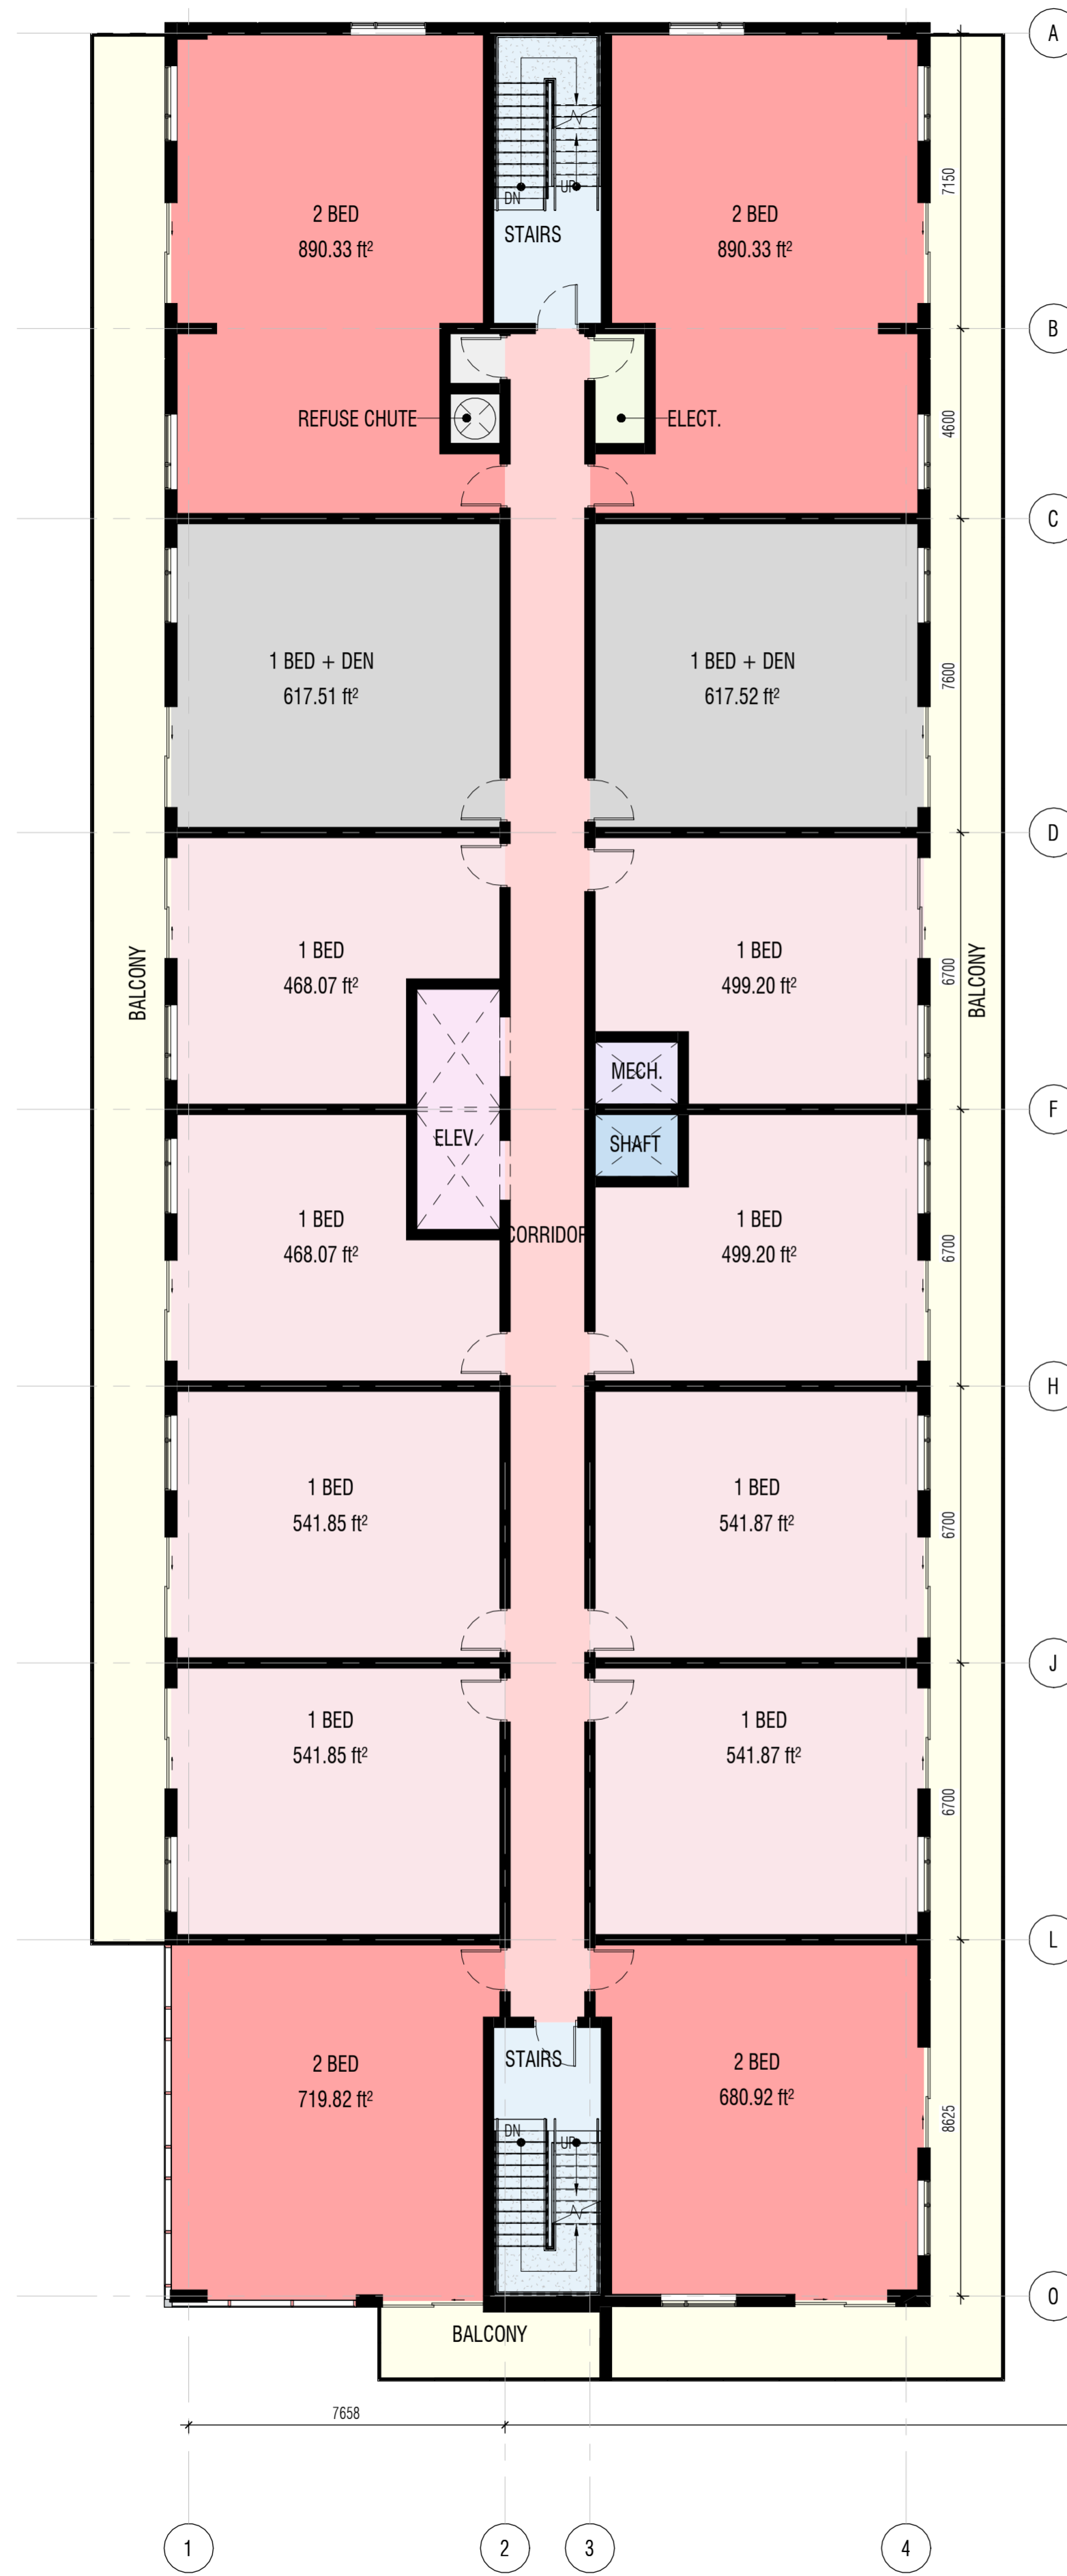 A
7150
2 BED
890.33 ft²
2 BED
890.33 ft²
DN
UP
STAIRS
B
REFUSE CHUTE
ELECT.
4600
C
1 BED + DEN
617.51 ft²
1 BED + DEN
617.52 ft²
7600
D
BALCONY
1 BED
468.07 ft²
1 BED
499.20 ft²
6700
BALCONY
MECH.
F
ELEV.
SHAFT
1 BED
468.07 ft²
CORRIDOR
1 BED
499.20 ft²
6700
H
1 BED
541.85 ft²
1 BED
541.87 ft²
6700
J
1 BED
541.85 ft²
1 BED
541.87 ft²
6700
L
STAIRS
2 BED
719.82 ft²
2 BED
680.92 ft²
DN
UP
8625
O
BALCONY
7658
1
2
3
4